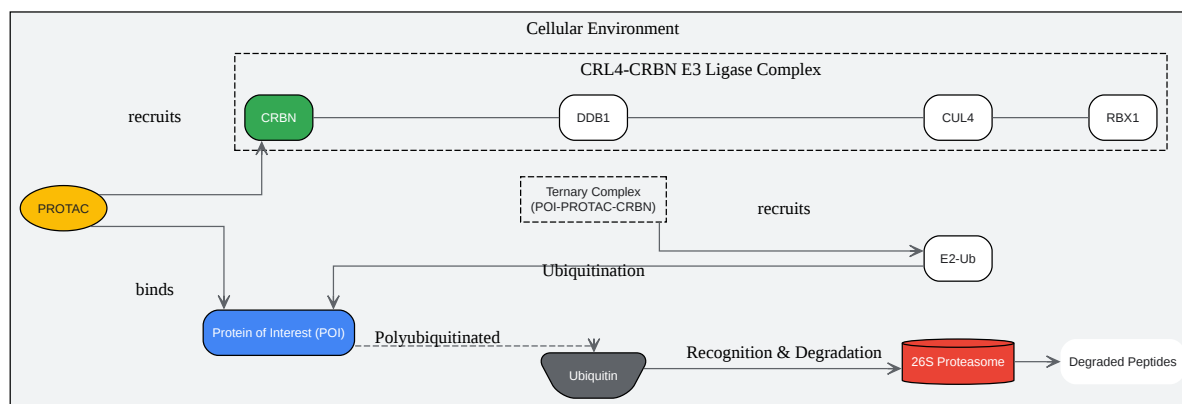 Cellular Environment
CRL4-CRBN E3 Ligase Complex
recruits
CRBN
DDB1
CUL4
RBX1
PROTAC
Ternary Complex
(POI-PROTAC-CRBN)
recruits
E2-Ub
Ubiquitination
binds
Protein of Interest (POI)
Polyubiquitinated
Ubiquitin
Recognition & Degradation
26S Proteasome
Degraded Peptides